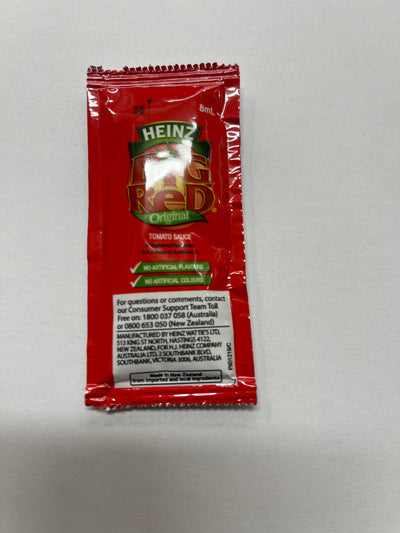 8mL
HEINZ
BIG
ReD
Original
TOMATO SAUCE
NO ARTIFICIAL FLAVOURS
NO ARTIFICIAL COLOURS
For questions or comments, contact
our Consumer Support Team Toll
Free on: 1800 037 058 (Australia)
or 0800 653 050 (New Zealand)
MANUFACTURED BY HEINZ WATTIE'S LTD,
513 KING ST NORTH, HASTINGS 4122,
NEW ZEALAND, FOR H.J. HEINZ COMPANY
AUSTRALIA LTD, 2 SOUTHBANK BLVD,
SOUTHBANK, VICTORIA 3006, AUSTRALIA
Made in New Zealand
from imported and local ingredients